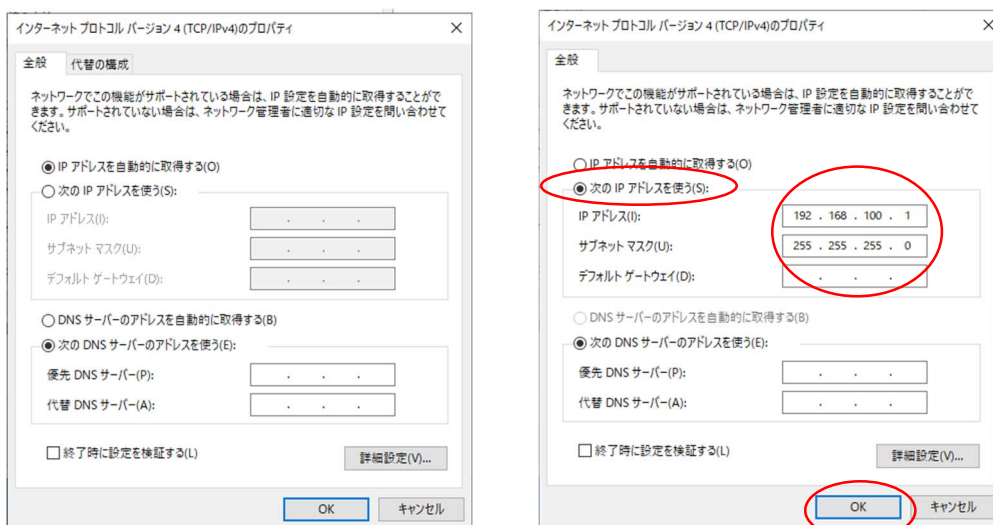 インターネット プロトコル バージョン 4 (TCP/IPv4)のプロパティ
全般
代替の構成
ネットワークでこの機能がサポートされている場合は、IP 設定を自動的に取得することがで
きます。サポートされていない場合は、ネットワーク管理者に適切な IP 設定を問い合わせて
ください。
IP アドレスを自動的に取得する(O)
次の IP アドレスを使う(S):
IP アドレス(I):
サブネット マスク(U):
デフォルト ゲートウェイ(D):
DNS サーバーのアドレスを自動的に取得する(B)
次の DNS サーバーのアドレスを使う(E):
優先 DNS サーバー(P):
代替 DNS サーバー(A):
終了時に設定を検証する(L)
詳細設定(V)...
OK
キャンセル
インターネット プロトコル バージョン 4 (TCP/IPv4)のプロパティ
全般
ネットワークでこの機能がサポートされている場合は、IP 設定を自動的に取得することがで
きます。サポートされていない場合は、ネットワーク管理者に適切な IP 設定を問い合わせて
ください。
IP アドレスを自動的に取得する(O)
次の IP アドレスを使う(S):
IP アドレス(I): 192 . 168 . 100 . 1
サブネット マスク(U): 255 . 255 . 255 . 0
デフォルト ゲートウェイ(D):
DNS サーバーのアドレスを自動的に取得する(B)
次の DNS サーバーのアドレスを使う(E):
優先 DNS サーバー(P):
代替 DNS サーバー(A):
終了時に設定を検証する(L)
詳細設定(V)...
OK
キャンセル